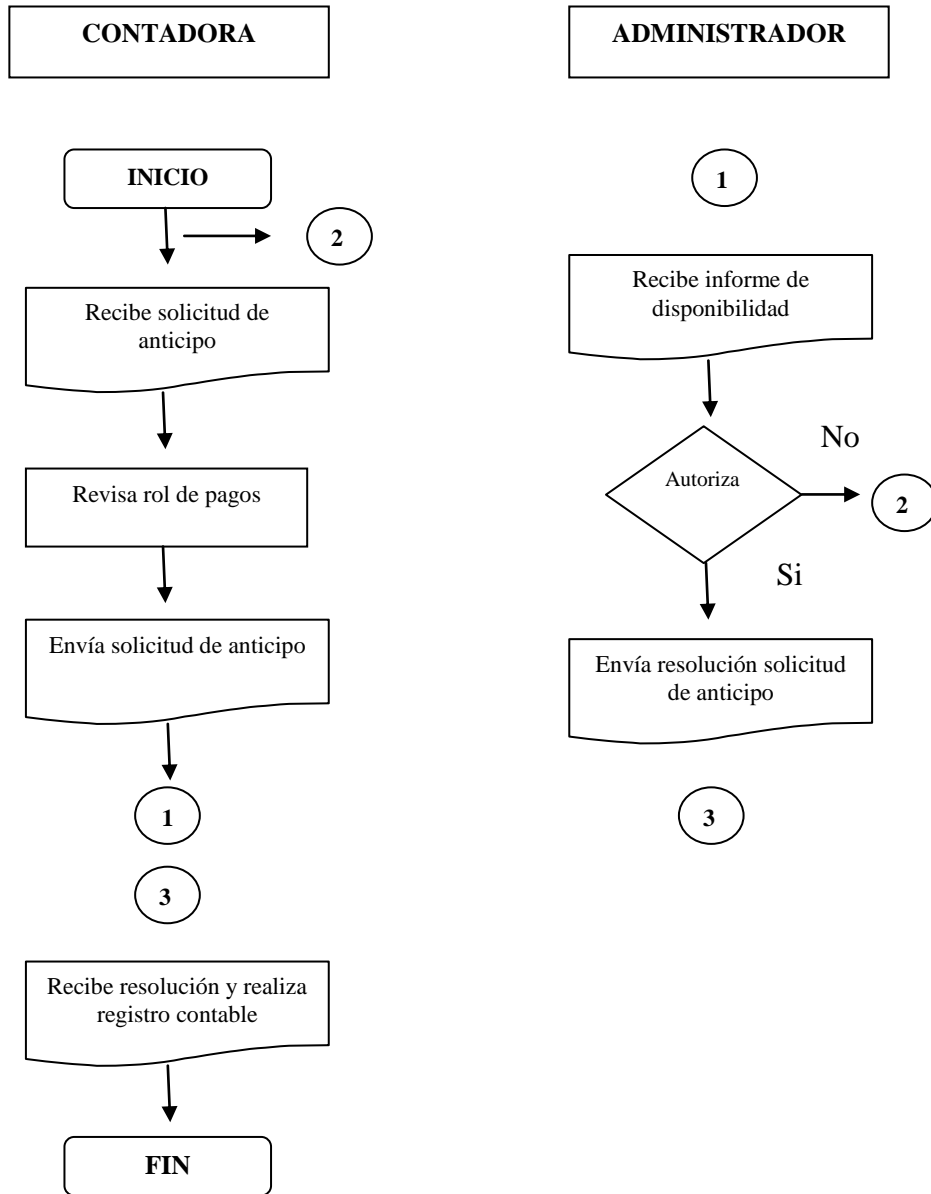 CONTADORA
INICIO
2
Recibe solicitud de
anticipo
Revisa rol de pagos
Envía solicitud de anticipo
1
3
Recibe resolución y realiza
registro contable
FIN
ADMINISTRADOR
1
Recibe informe de
disponibilidad
Autoriza
No
2
Si
Envía resolución solicitud
de anticipo
3